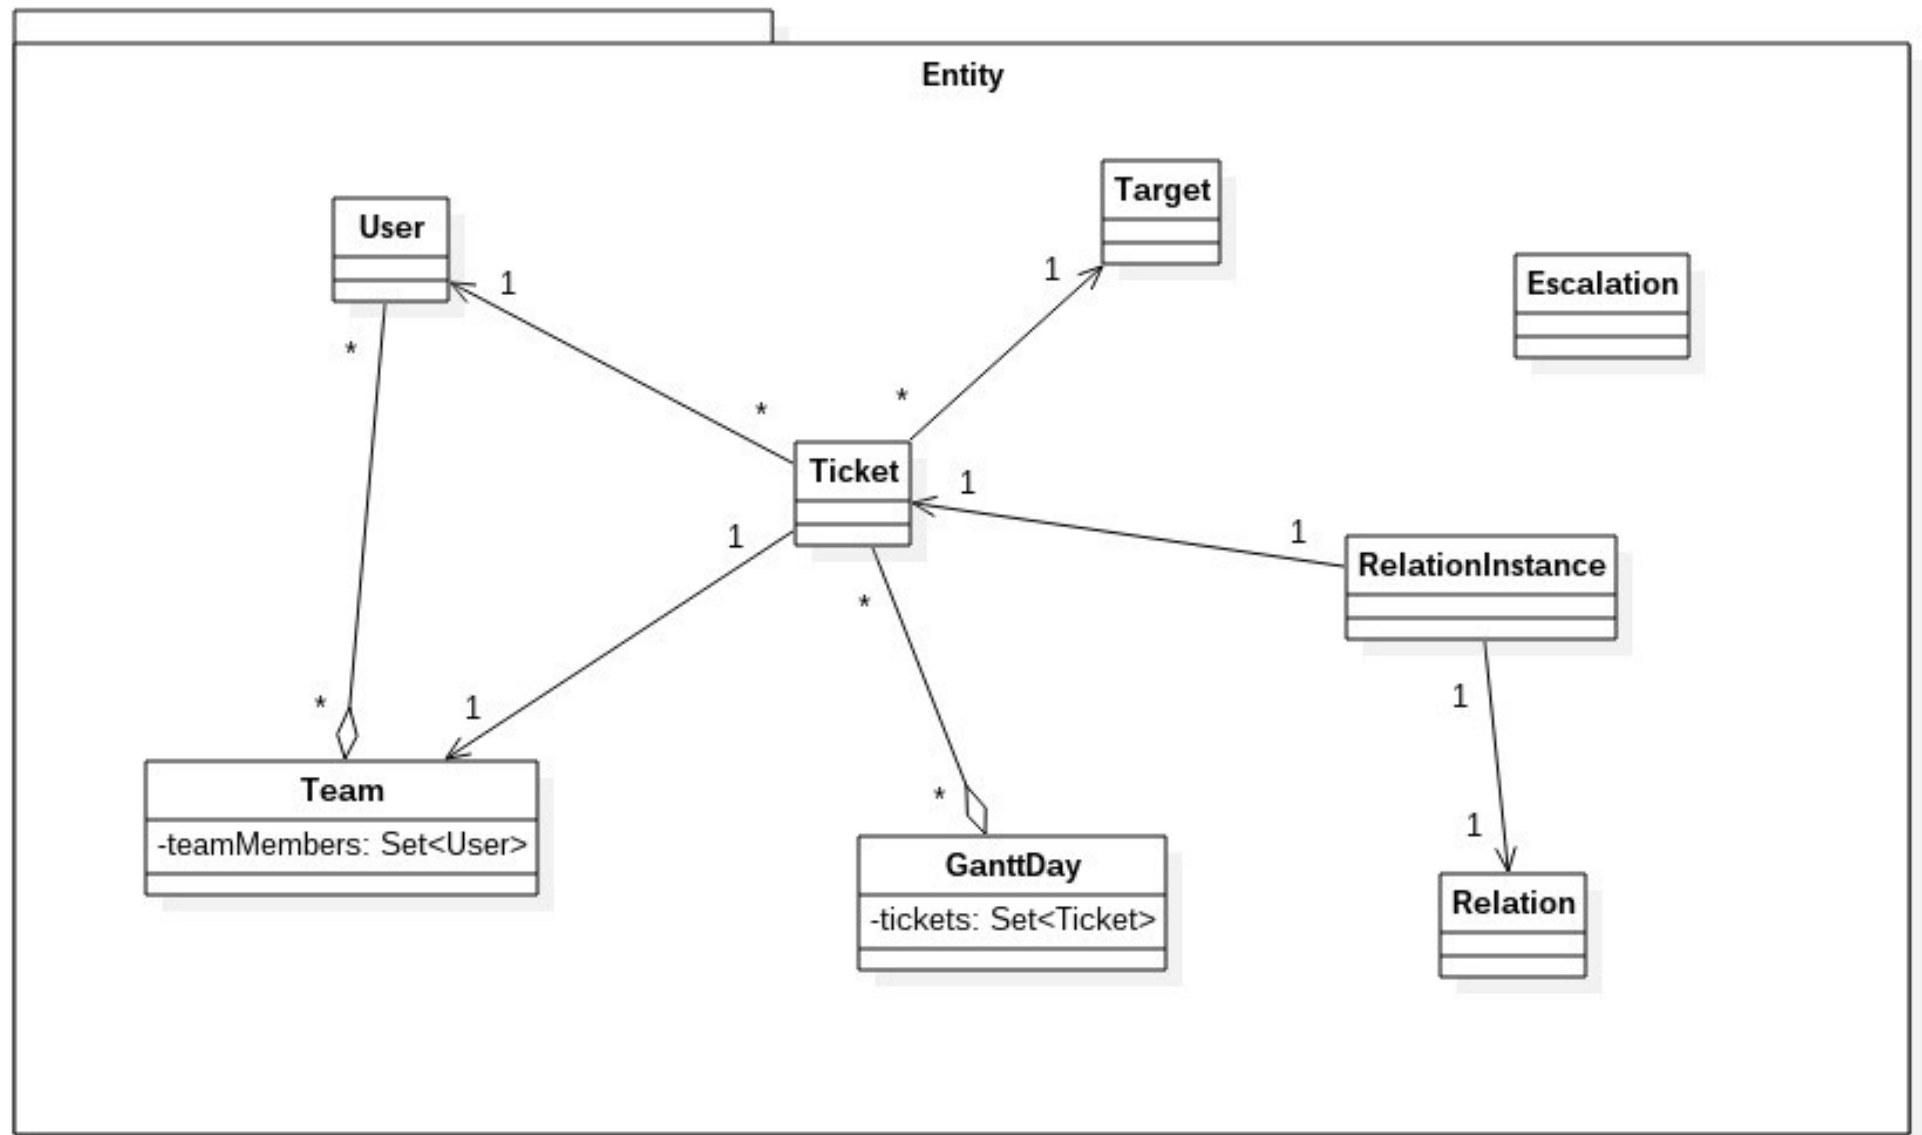 Entity
Target
User
1
1
Escalation
*
*
*
Ticket
1
1
1
RelationInstance
*
1
*
1
Team
-teamMembers: Set<User>
*
1
GanttDay
-tickets: Set<Ticket>
Relation